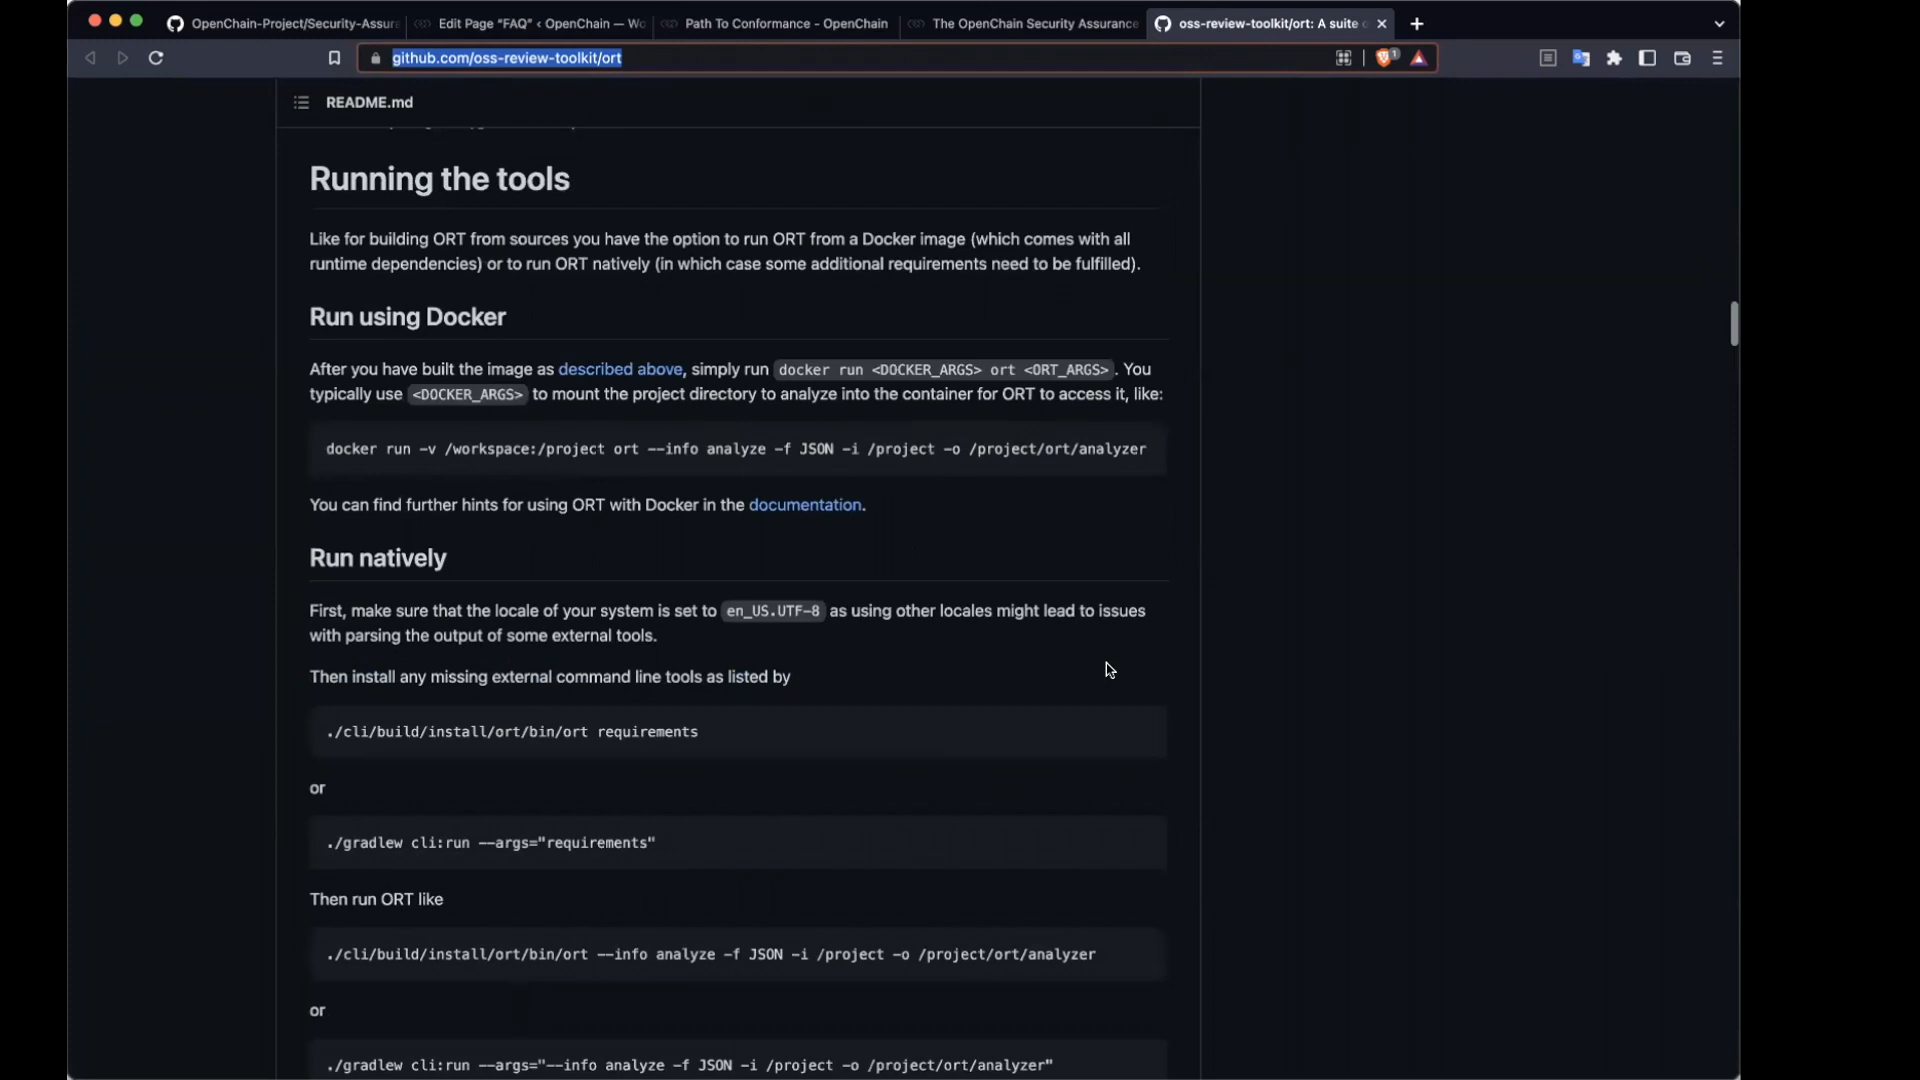 OpenChain-Project/Security-Assur
Edit Page "FAQ" ‹ OpenChain — Wo
Path To Conformance - OpenChain
The OpenChain Security Assurance
oss-review-toolkit/ort: A suite o
github.com/oss-review-toolkit/ort
1
README.md
Running the tools
Like for building ORT from sources you have the option to run ORT from a Docker image (which comes with all
runtime dependencies) or to run ORT natively (in which case some additional requirements need to be fulfilled).
Run using Docker
After you have built the image as described above, simply run docker run <DOCKER_ARGS> ort <ORT_ARGS>. You
typically use <DOCKER_ARGS> to mount the project directory to analyze into the container for ORT to access it, like:
docker run -v /workspace:/project ort --info analyze -f JSON -i /project -o /project/ort/analyzer
You can find further hints for using ORT with Docker in the documentation.
Run natively
First, make sure that the locale of your system is set to en_US.UTF-8 as using other locales might lead to issues
with parsing the output of some external tools.
Then install any missing external command line tools as listed by
./cli/build/install/ort/bin/ort requirements
or
./gradlew cli:run --args="requirements"
Then run ORT like
./cli/build/install/ort/bin/ort --info analyze -f JSON -i /project -o /project/ort/analyzer
or
./gradlew cli:run --args="--info analyze -f JSON -i /project -o /project/ort/analyzer"